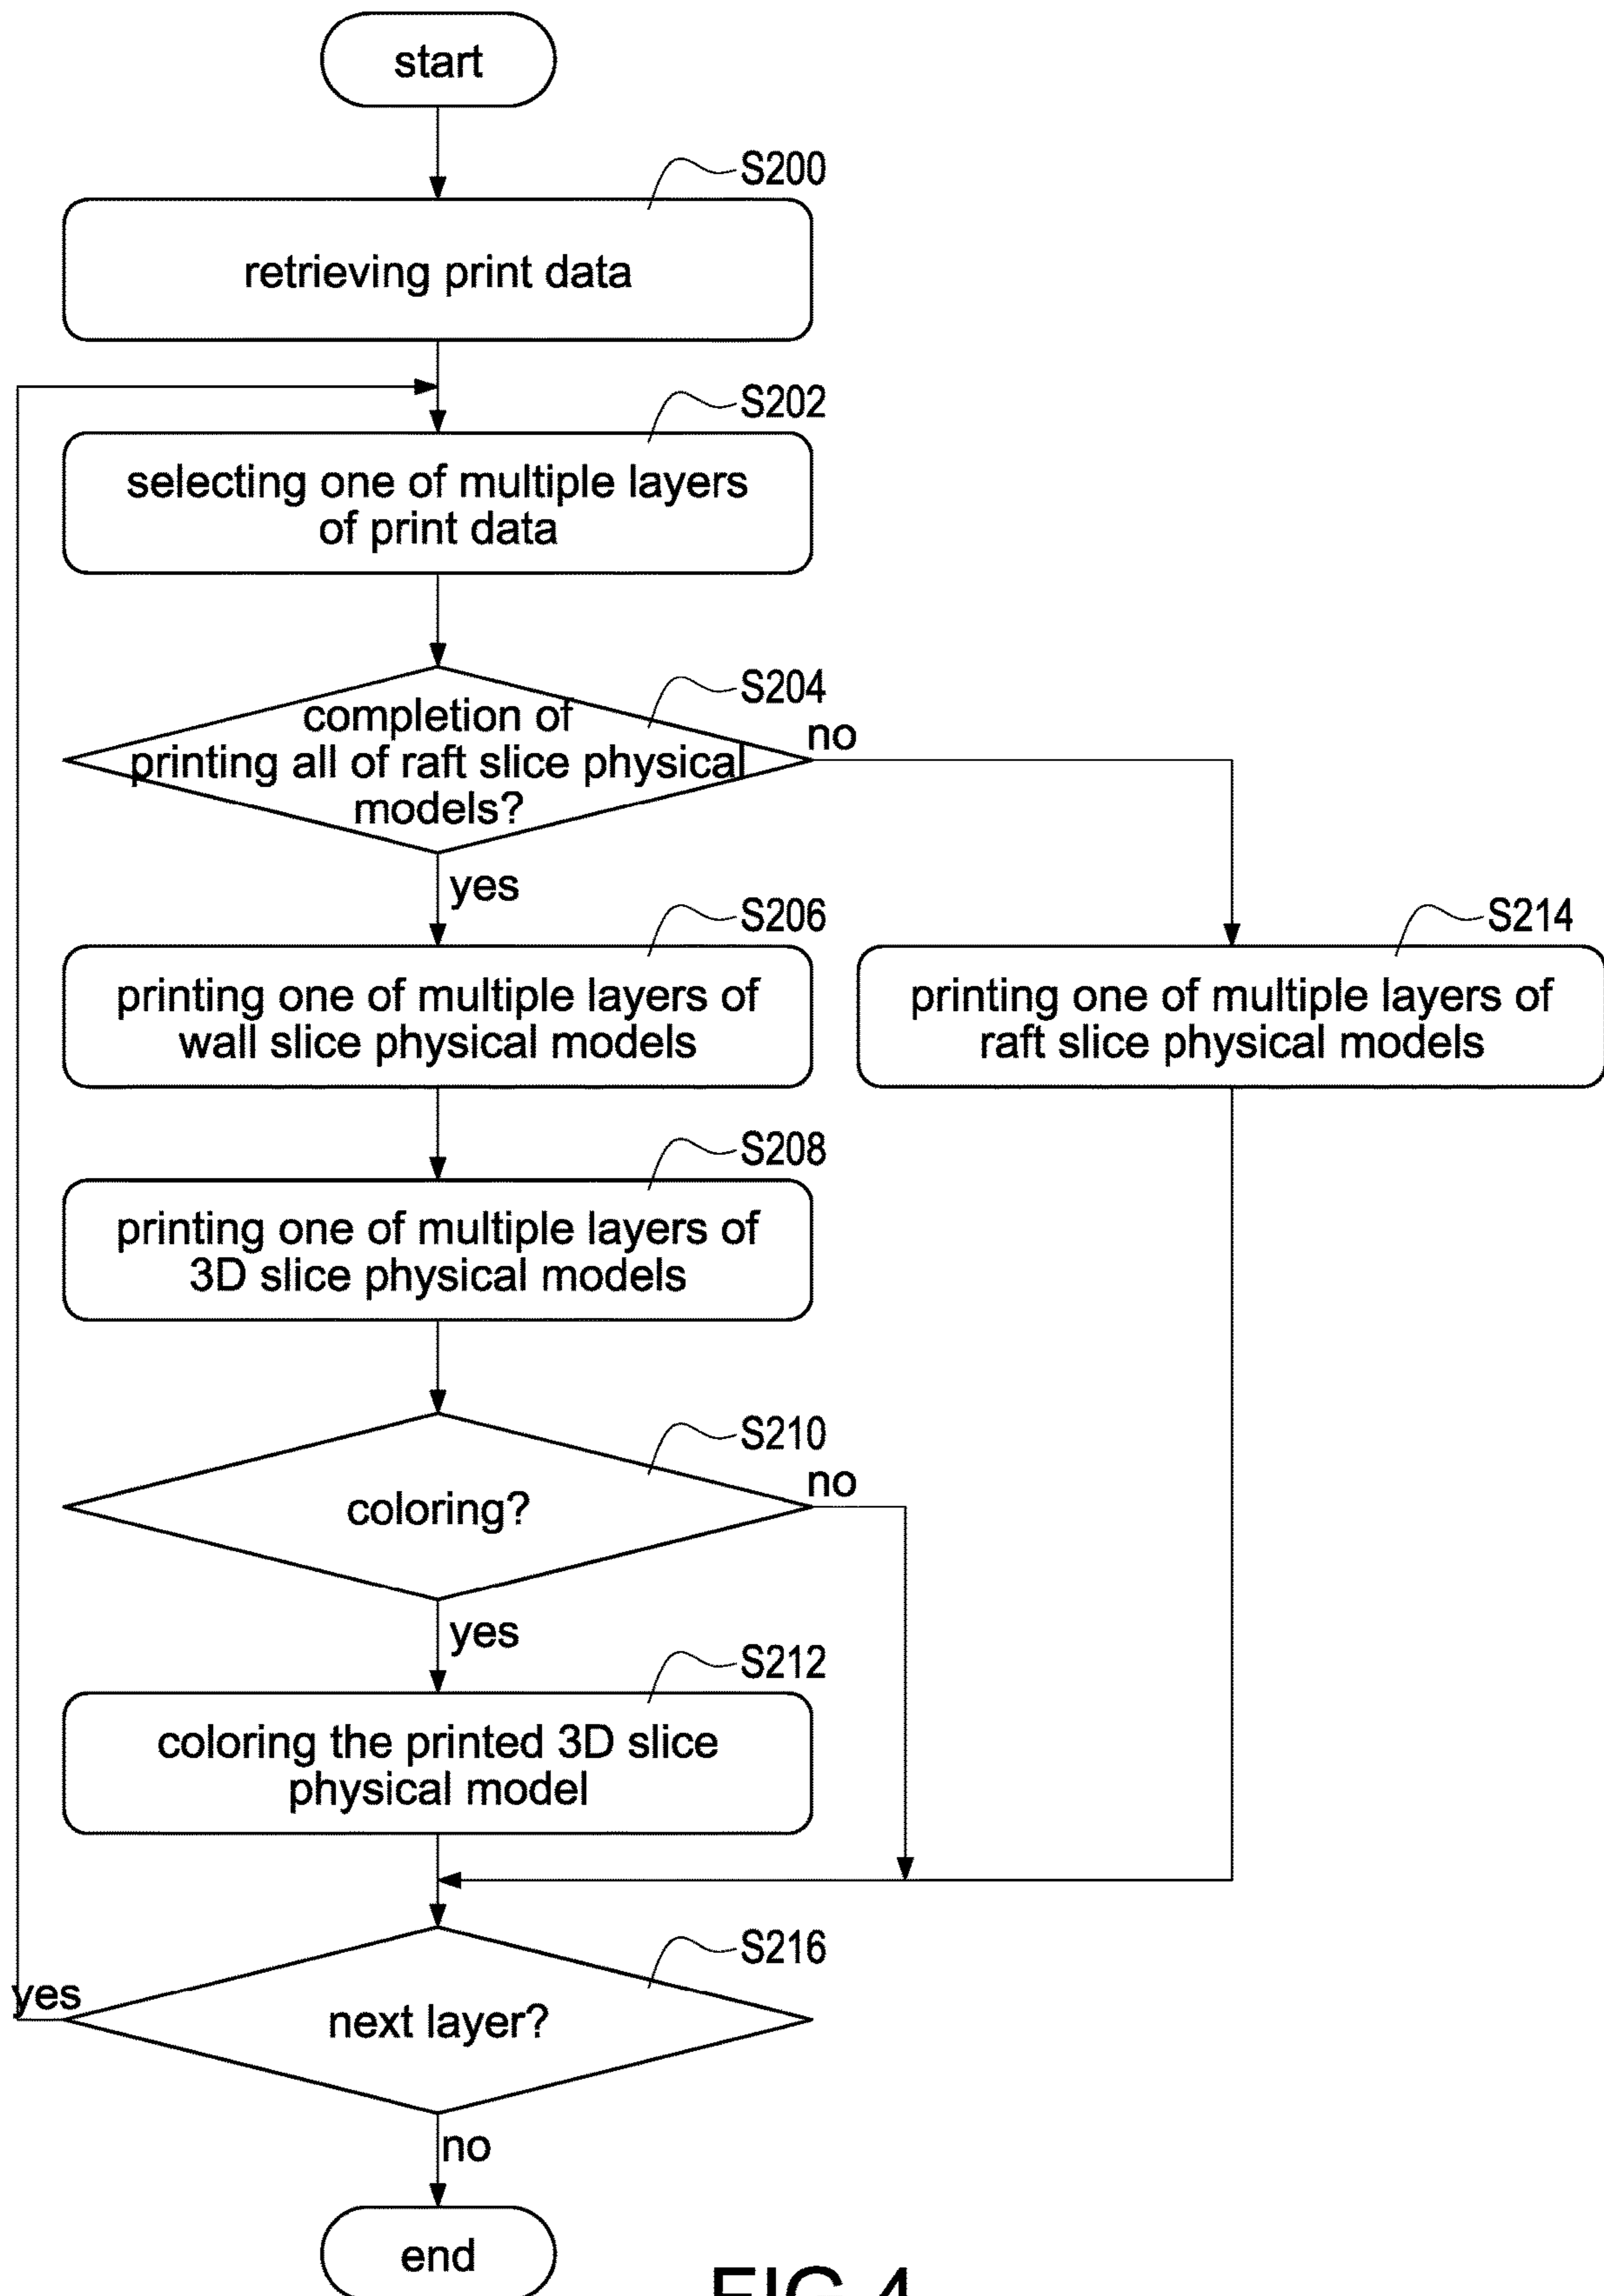 start
S200
retrieving print data
S202
selecting one of multiple layers
of print data
S204
completion of
printing all of raft slice physical
models?
no
yes
S206
printing one of multiple layers of
wall slice physical models
S214
printing one of multiple layers of
raft slice physical models
S208
printing one of multiple layers of
3D slice physical models
S210
coloring?
no
yes
S212
coloring the printed 3D slice
physical model
S216
next layer?
yes
no
end
FIG.4